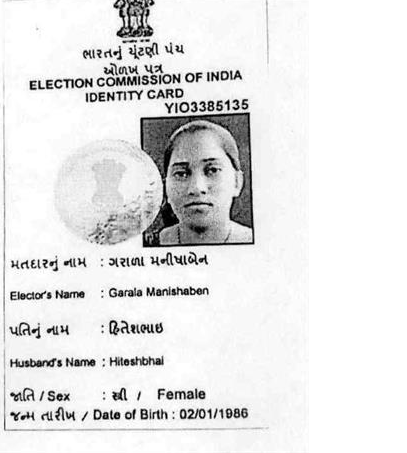 ભારતનું ચૂંટણી પંચ
ઓળખ પત્ર
ELECTION COMMISSION OF INDIA
IDENTITY CARD
YIO3385135
મતદારનું નામ : ગરાળા મનીષાબેન
Elector's Name : Garala Manishaben
પતિનું નામ : હિતેશભાઇ
Husband's Name : Hiteshbhai
જાતિ / Sex : સ્ત્રી / Female
જન્મ તારીખ / Date of Birth : 02/01/1986